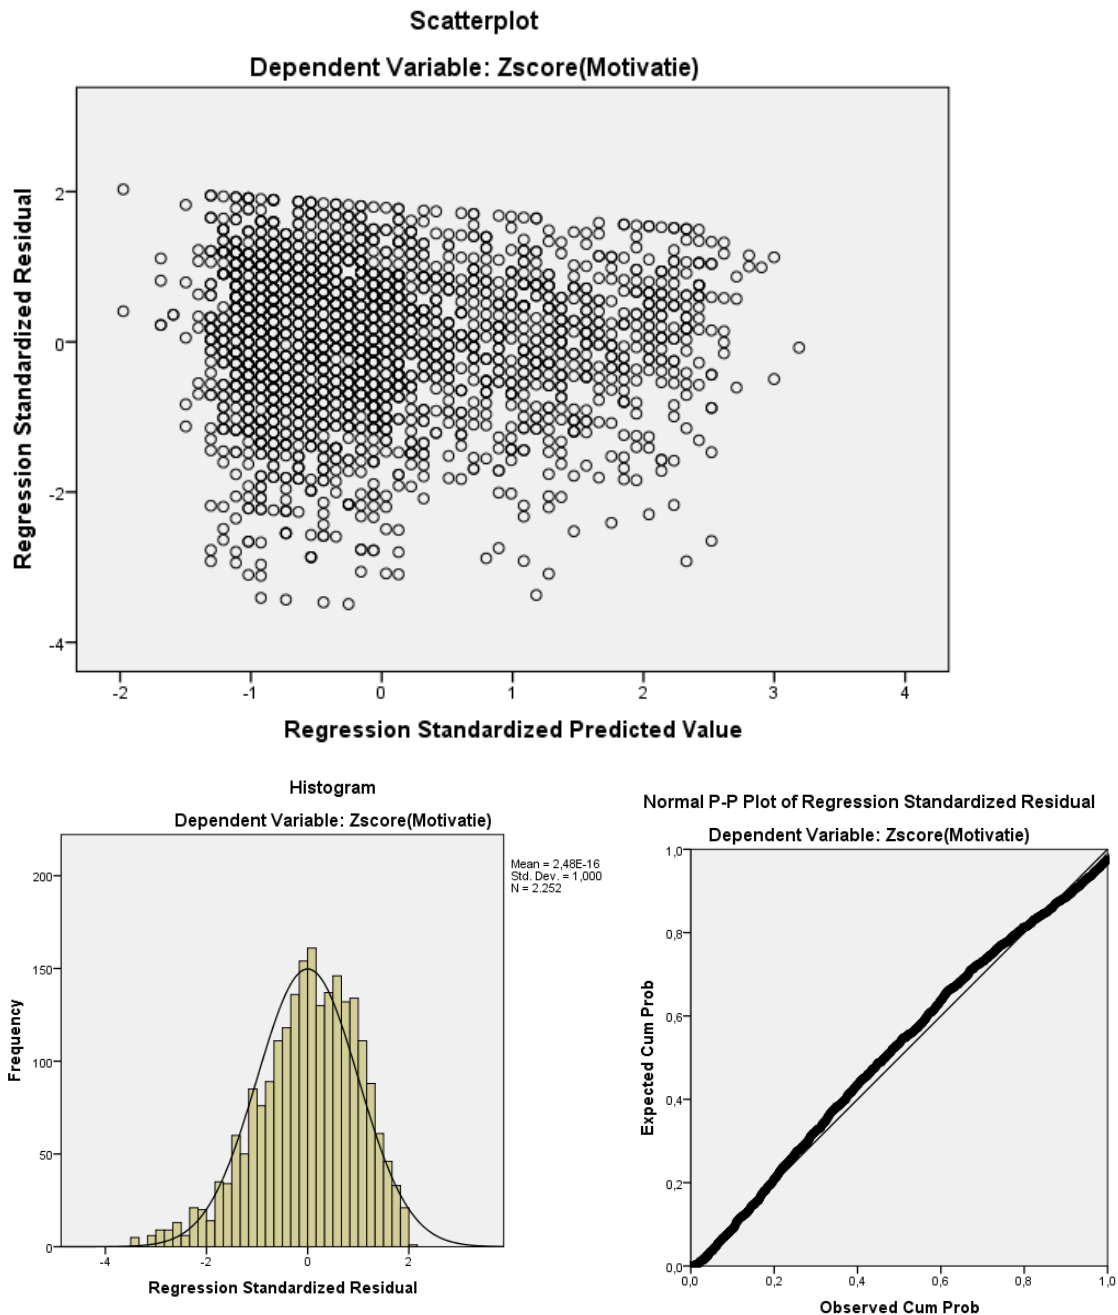 Scatterplot
Dependent Variable: Zscore(Motivatie)
Regression Standardized Residual
2
0
-2
-4
-2 -1 0 1 2 3 4
Regression Standardized Predicted Value
Histogram
Dependent Variable: Zscore(Motivatie)
Mean = 2,48E-16
Std. Dev. = 1,000
N = 2.252
Frequency
200
150
100
50
0
-4 -2 0 2
Regression Standardized Residual
Normal P-P Plot of Regression Standardized Residual
Dependent Variable: Zscore(Motivatie)
Expected Cum Prob
1,0
0,8
0,6
0,4
0,2
0,0
0,0 0,2 0,4 0,6 0,8 1,0
Observed Cum Prob